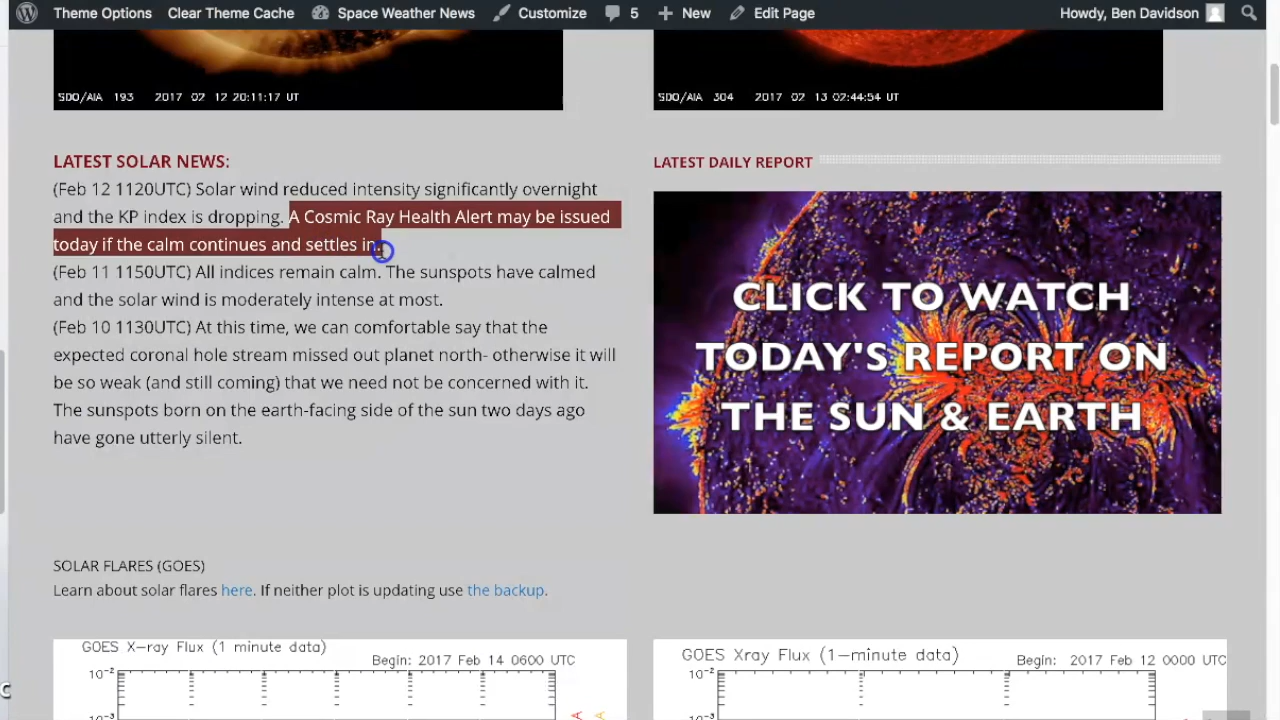 Theme Options Clear Theme Cache Space Weather News Customize 5 New Edit Page Howdy, Ben Davidson
SDO/AIA 193 2017 02 12 20:11:17 UT
SDO/AIA 304 2017 02 13 02:44:54 UT
LATEST SOLAR NEWS:
(Feb 12 1120UTC) Solar wind reduced intensity significantly overnight
and the KP index is dropping. A Cosmic Ray Health Alert may be issued
today if the calm continues and settles in.
(Feb 11 1150UTC) All indices remain calm. The sunspots have calmed
and the solar wind is moderately intense at most.
(Feb 10 1130UTC) At this time, we can comfortable say that the
expected coronal hole stream missed out planet north- otherwise it will
be so weak (and still coming) that we need not be concerned with it.
The sunspots born on the earth-facing side of the sun two days ago
have gone utterly silent.
LATEST DAILY REPORT
CLICK TO WATCH
TODAY'S REPORT ON
THE SUN & EARTH
SOLAR FLARES (GOES)
Learn about solar flares here. If neither plot is updating use the backup.
GOES X-ray Flux (1 minute data)
Begin: 2017 Feb 14 0600 UTC
10-2
10-3
GOES Xray Flux (1-minute data)
Begin: 2017 Feb 12 0000 UTC
10-2
10-3